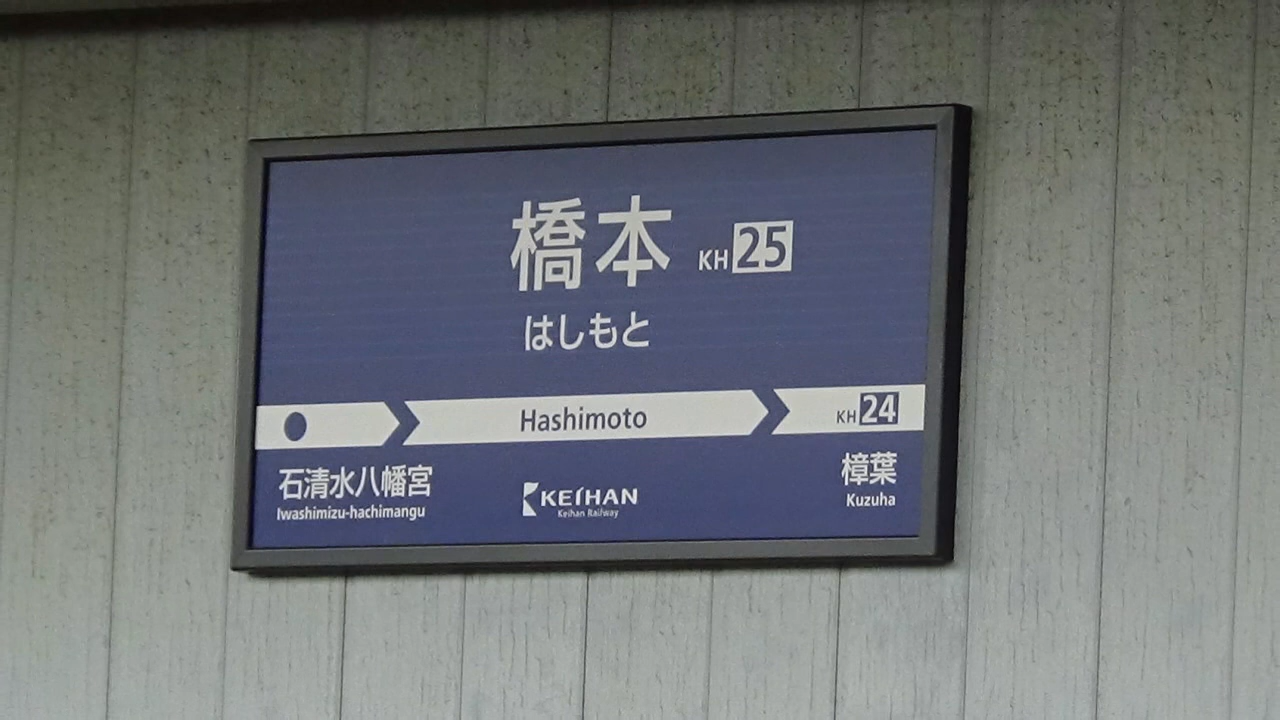 橋本 KH 25
はしもと
Hashimoto
KH 24
石清水八幡宮
Iwashimizu-hachimangu
KEIHAN
Keihan Railway
樟葉
Kuzuha